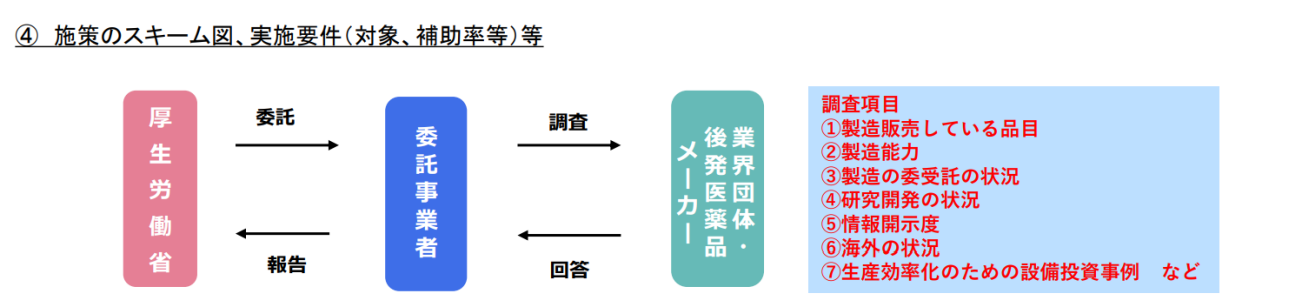 ④　施策のスキーム図、実施要件（対象、補助率等）等
厚生労働省
委託
報告
委託事業者
調査
回答
業界団体・
後発医薬品
メーカー
調査項目
①製造販売している品目
②製造能力
③製造の委受託の状況
④研究開発の状況
⑤情報開示度
⑥海外の状況
⑦生産効率化のための設備投資事例　など